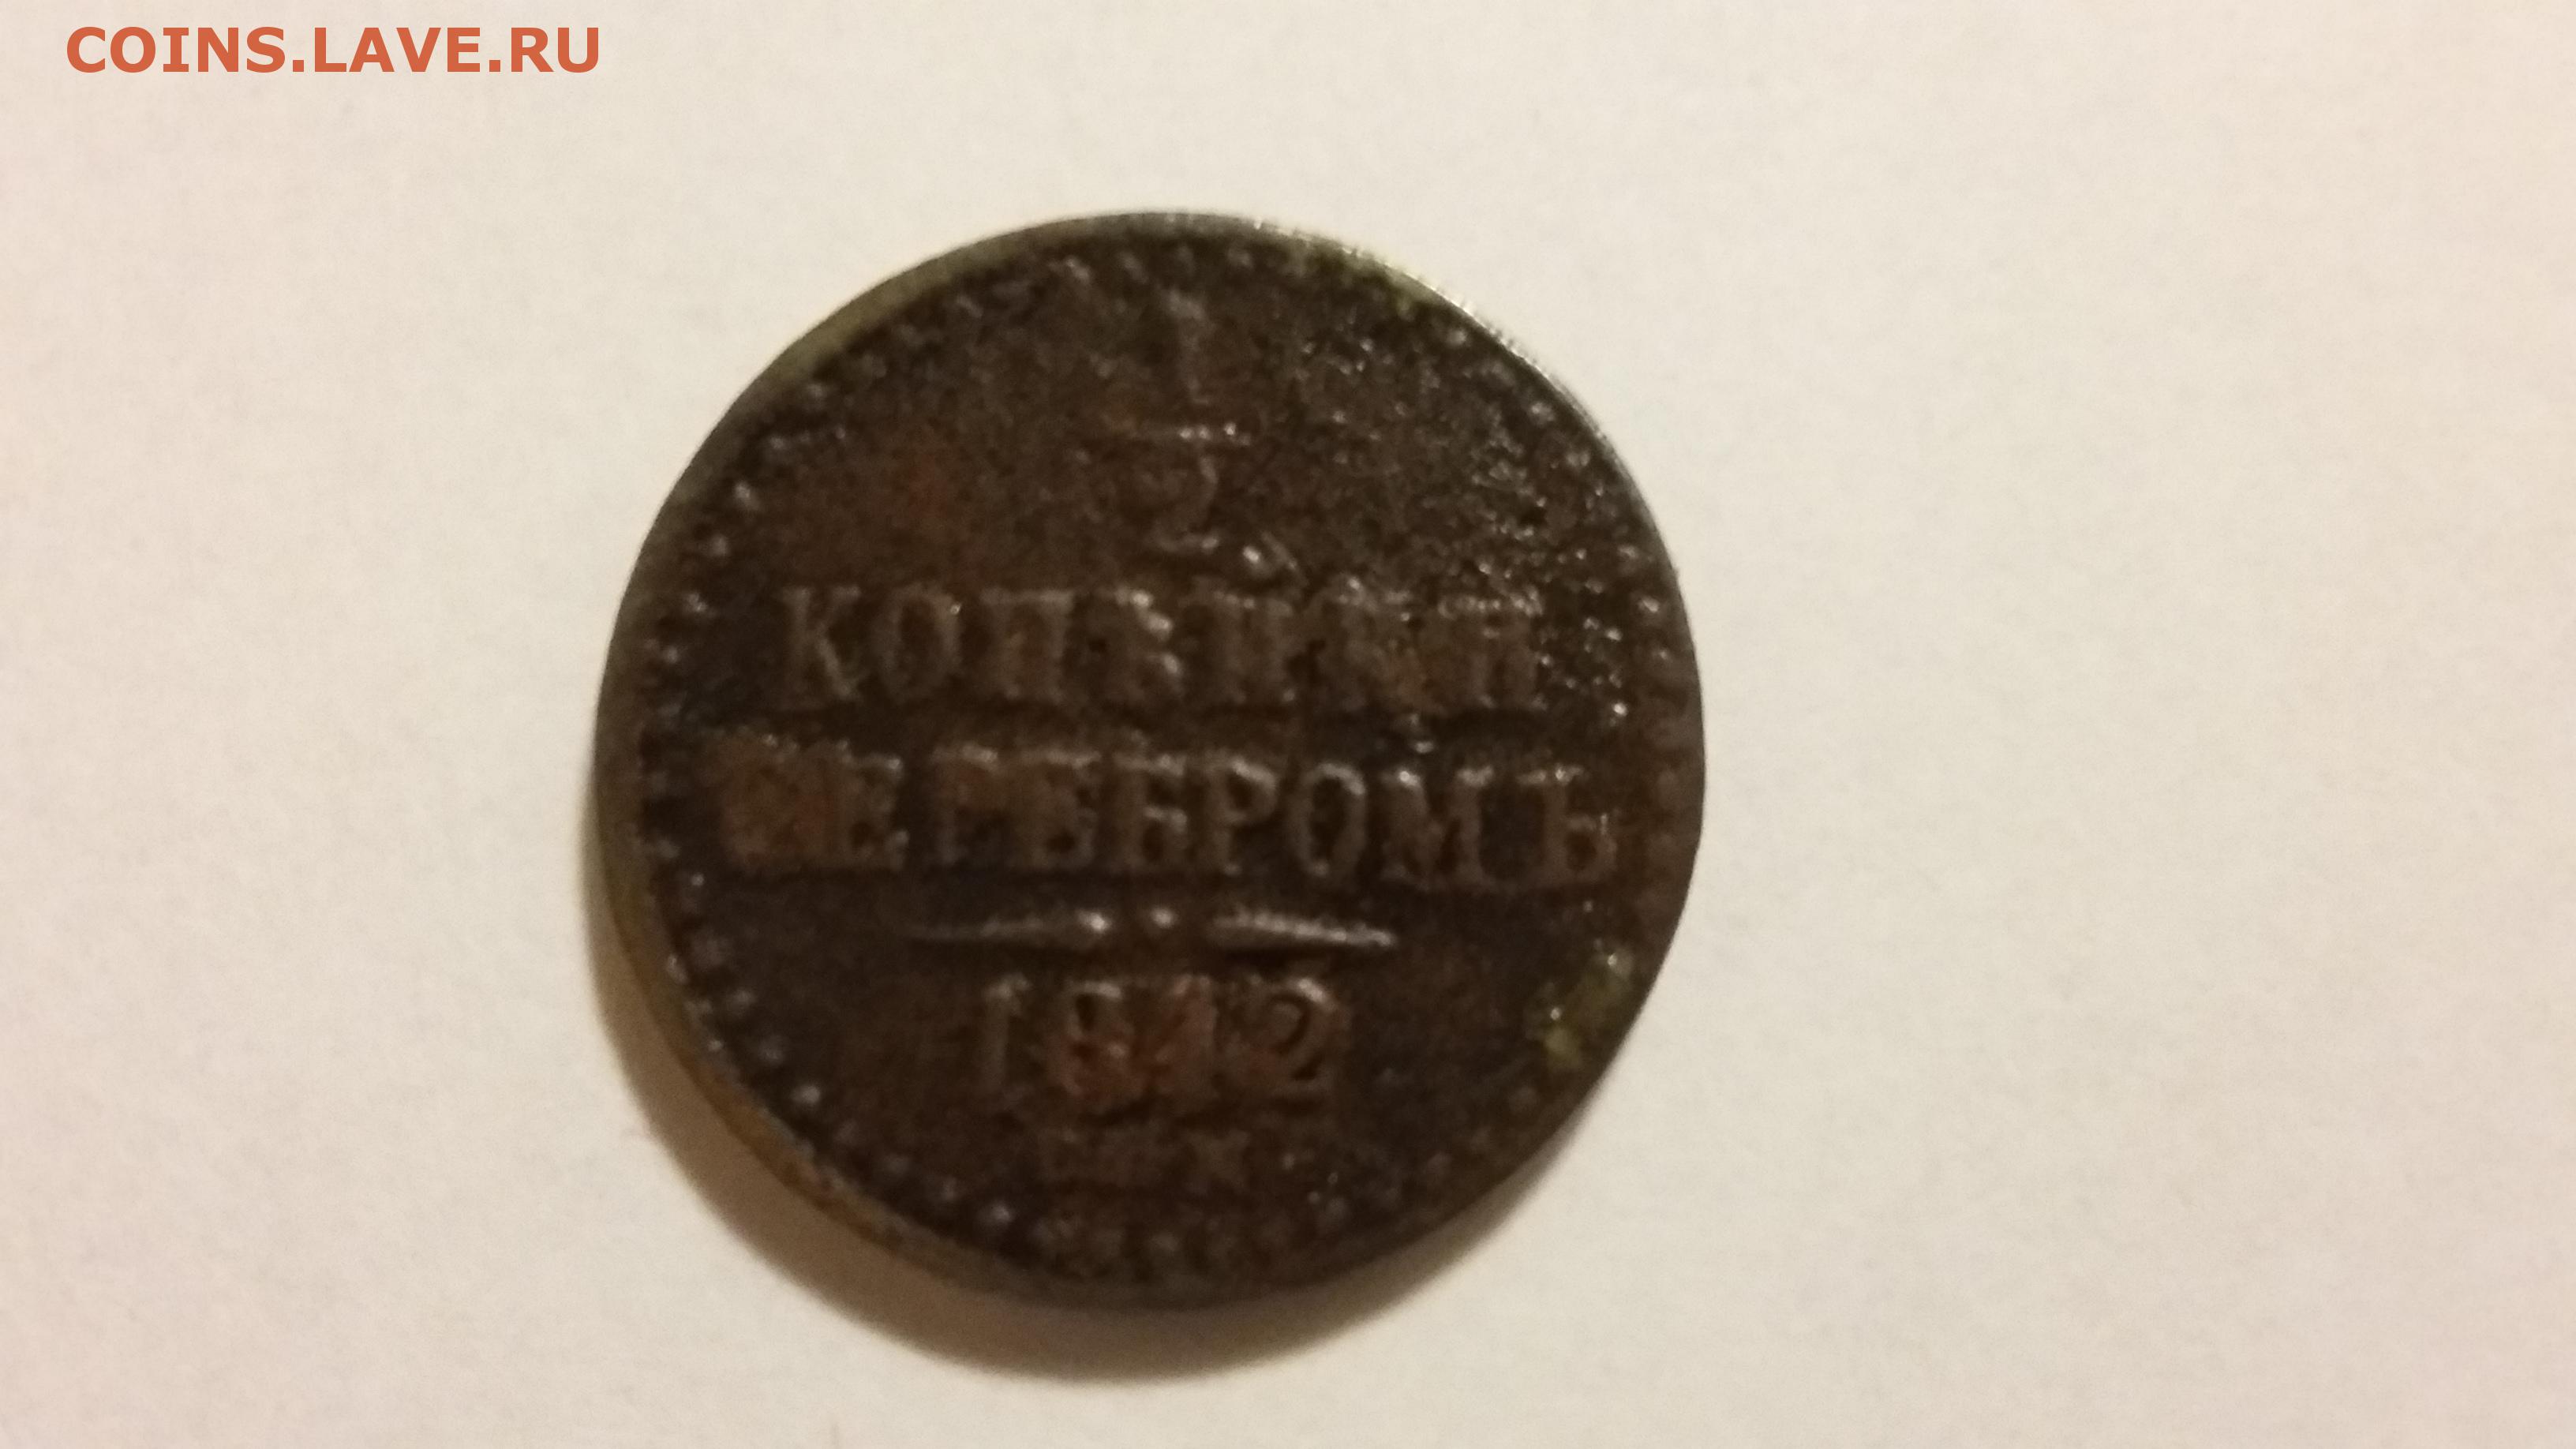 COINS.LAVE.RU
1
2
КОПѢЙКИ
СЕРЕБРОМЪ
1842